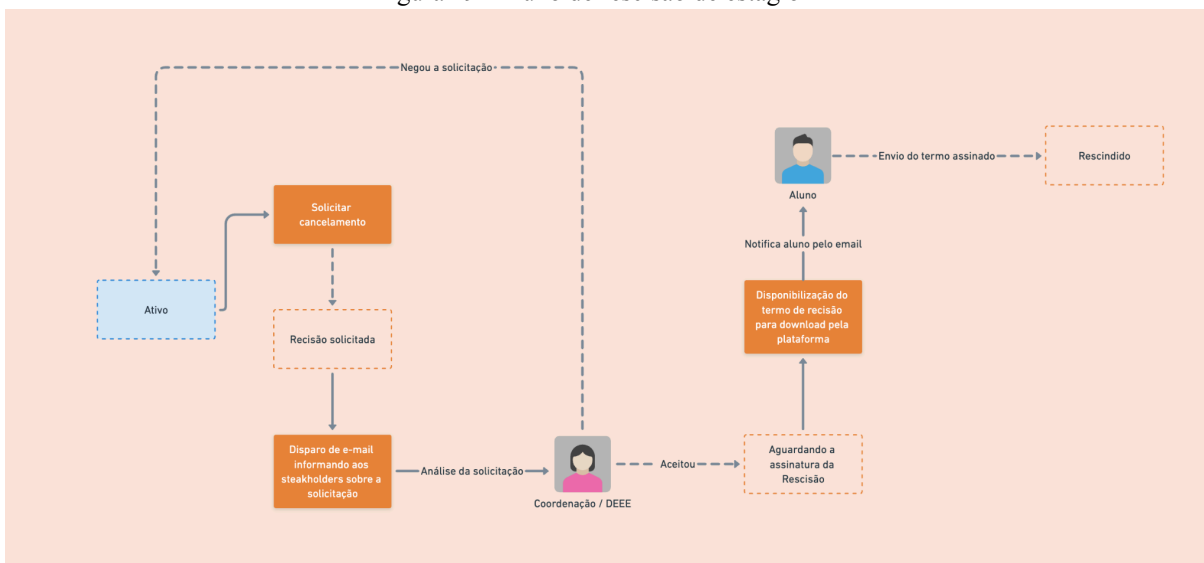 Negou a solicitação
Envio do termo assinado
Rescindido
Aluno
Solicitar
cancelamento
Notifica aluno pelo email
Ativo
Disponibilização do
termo de recisão
para download pela
plataforma
Recisão solicitada
Disparo de e-mail
informando aos
steakholders sobre a
solicitação
Análise da solicitação
Coordenação / DEEE
Aceitou
Aguardando a
assinatura da
Rescisão